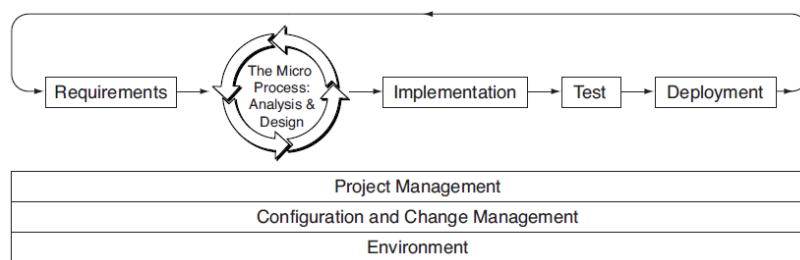 Requirements
The Micro
Process:
Analysis &
Design
Implementation
Test
Deployment
Project Management
Configuration and Change Management
Environment